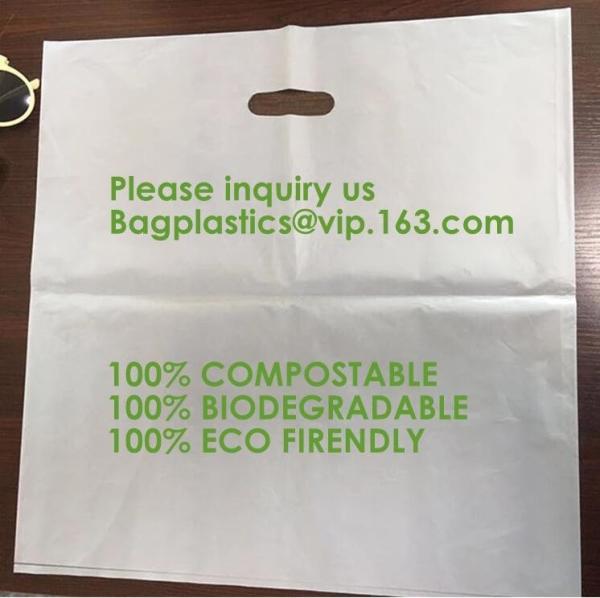 Please inquiry us
Bagplastics@vip.163.com
100% COMPOSTABLE
100% BIODEGRADABLE
100% ECO FIRENDLY